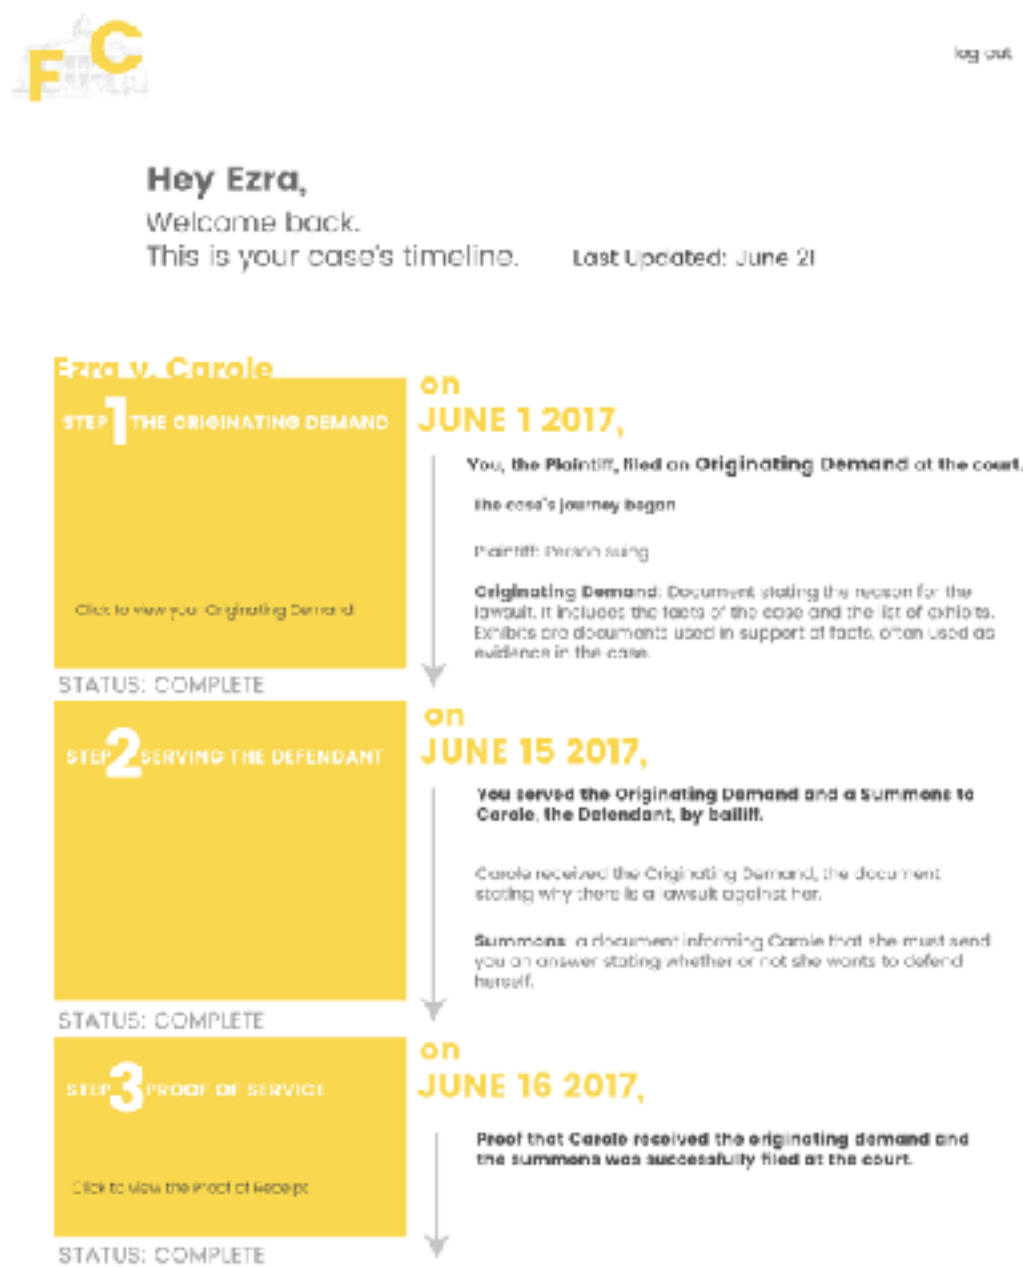 FC
log out
Hey Ezra,
Welcome back.
This is your case's timeline.
Last Updated: June 21
Ezra v. Carole
STEP 1 THE ORIGINATING DEMAND
Click to view your Originating Demand
STATUS: COMPLETE
on
JUNE 1 2017,
You, the Plaintiff, filed an Originating Demand at the court.
The case's journey began
Plaintiff: Person suing
Originating Demand: Document stating the reason for the
lawsuit. It includes the facts of the case and the list of exhibits.
Exhibits are documents used in support of facts, often used as
evidence in the case.
STEP 2 SERVING THE DEFENDANT
STATUS: COMPLETE
on
JUNE 15 2017,
You served the Originating Demand and a Summons to
Carole, the Defendant, by bailiff.
Carole received the Originating Demand, the document
stating why there is a lawsuit against her.
Summons: a document informing Carole that she must send
you an answer stating whether or not she wants to defend
herself.
STEP 3 PROOF OF SERVICE
Click to view the Proof of Receipt
STATUS: COMPLETE
on
JUNE 16 2017,
Proof that Carole received the originating demand and
the summons was successfully filed at the court.